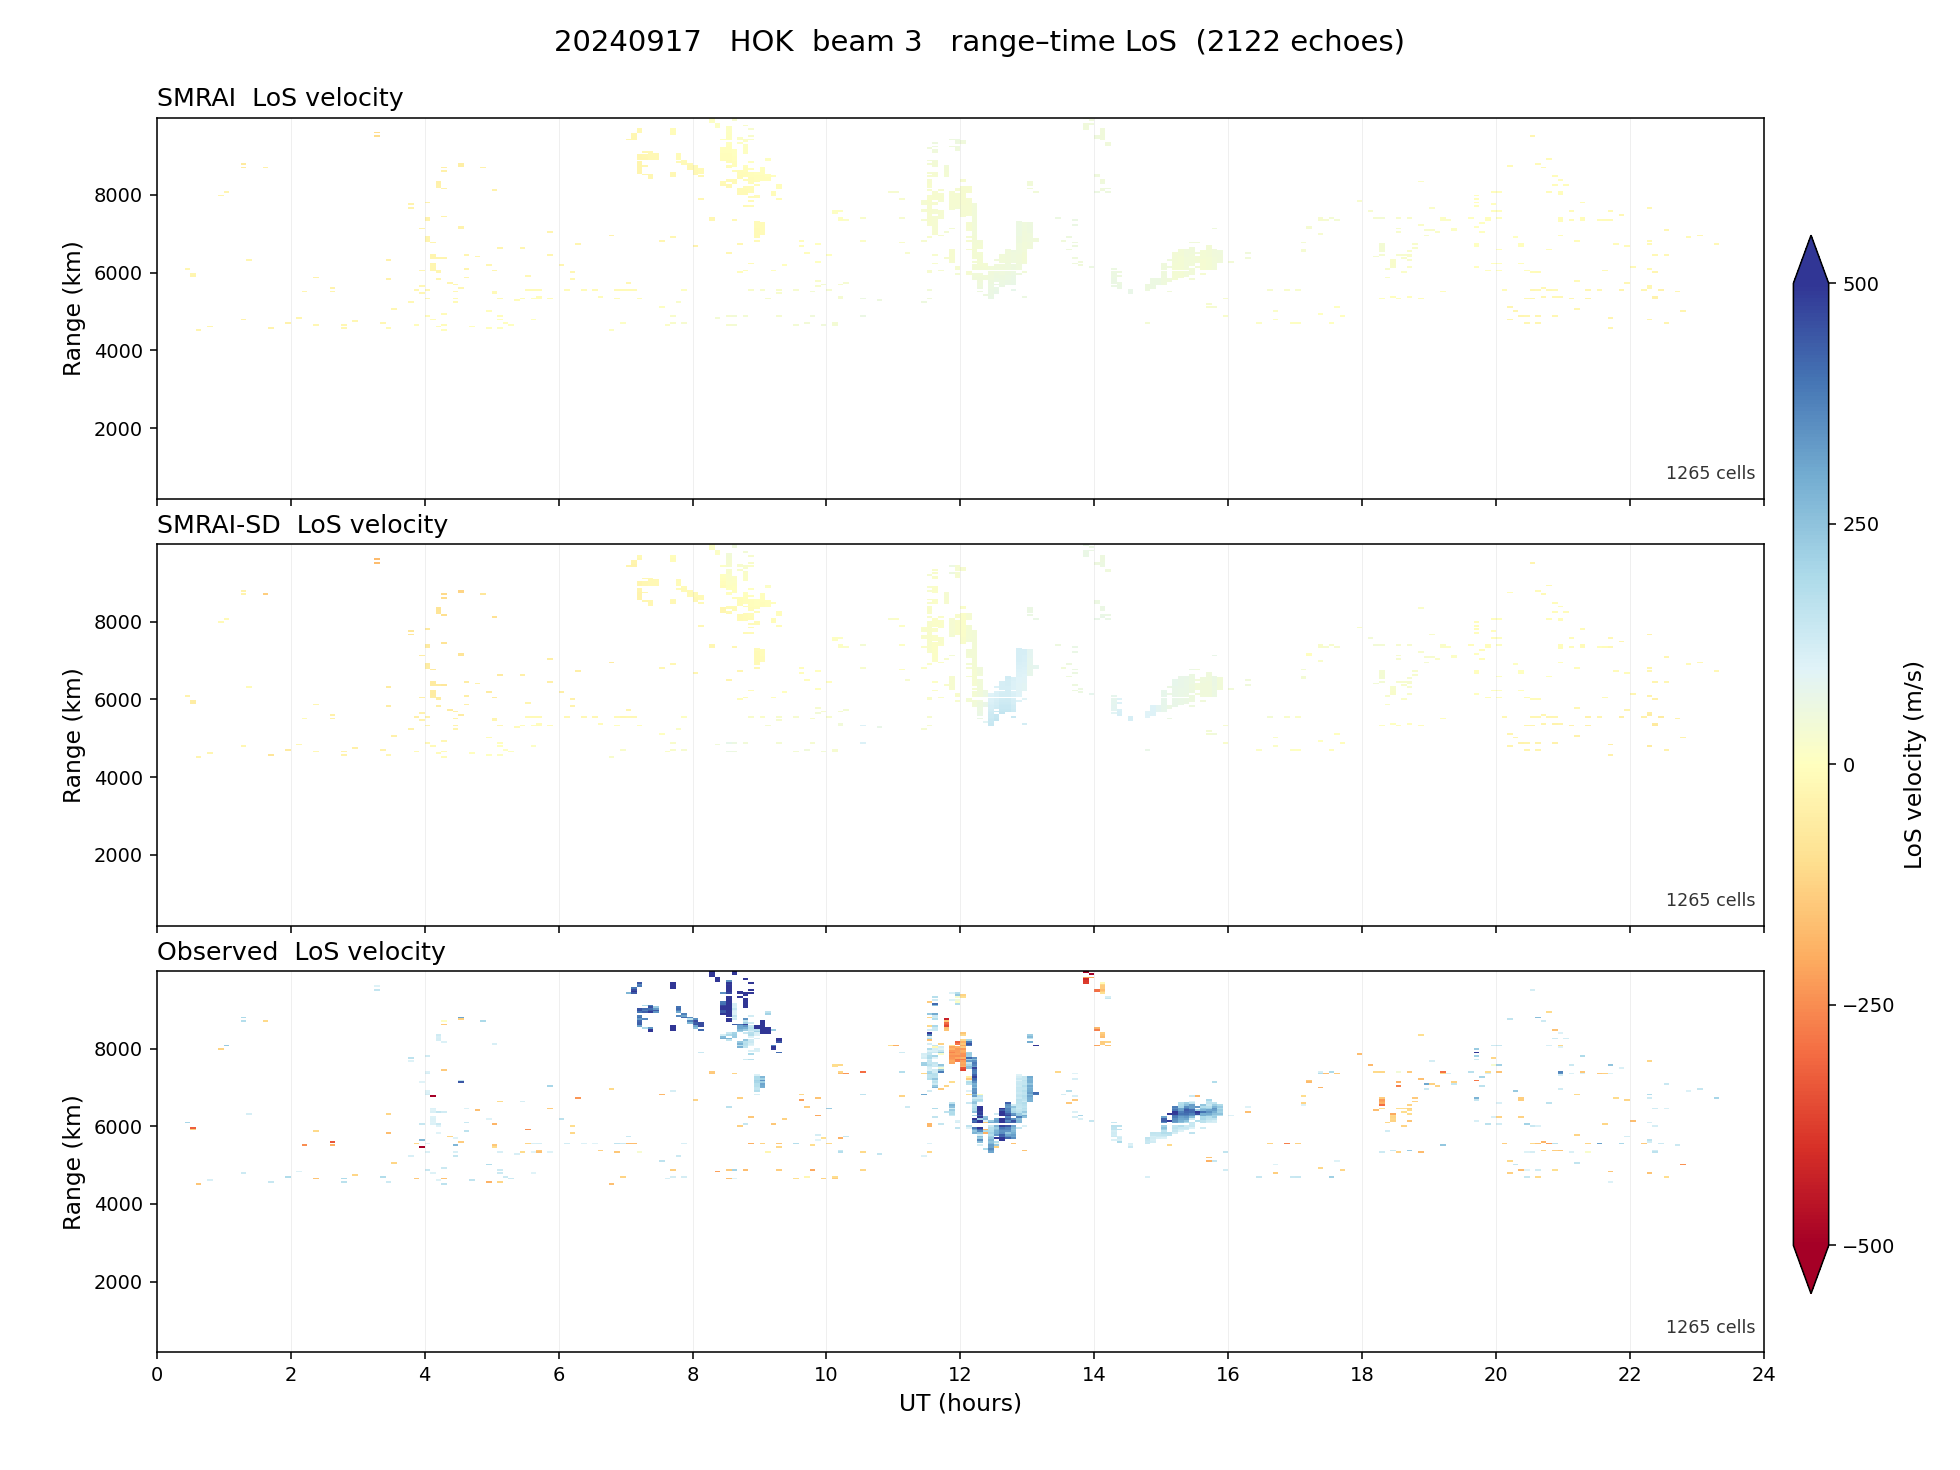 20240917   HOK  beam 3   range–time LoS  (2122 echoes)
SMRAI  LoS velocity
8000
6000
4000
2000
Range (km)
1265 cells
SMRAI-SD  LoS velocity
8000
6000
4000
2000
Range (km)
1265 cells
Observed  LoS velocity
8000
6000
4000
2000
Range (km)
1265 cells
0 2 4 6 8 10 12 14 16 18 20 22 24
UT (hours)
500
250
0
−250
−500
LoS velocity (m/s)